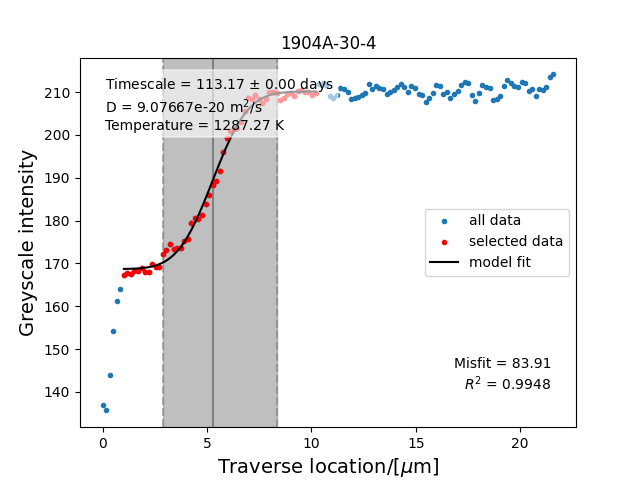 1904A-30-4
Timescale = 113.17 ± 0.00 days
D = 9.07667e-20 m²/s
Temperature = 1287.27 K
210
200
190
180
170
160
150
140
Greyscale intensity
all data
selected data
model fit
Misfit = 83.91
R² = 0.9948
0 5 10 15 20
Traverse location/[μm]